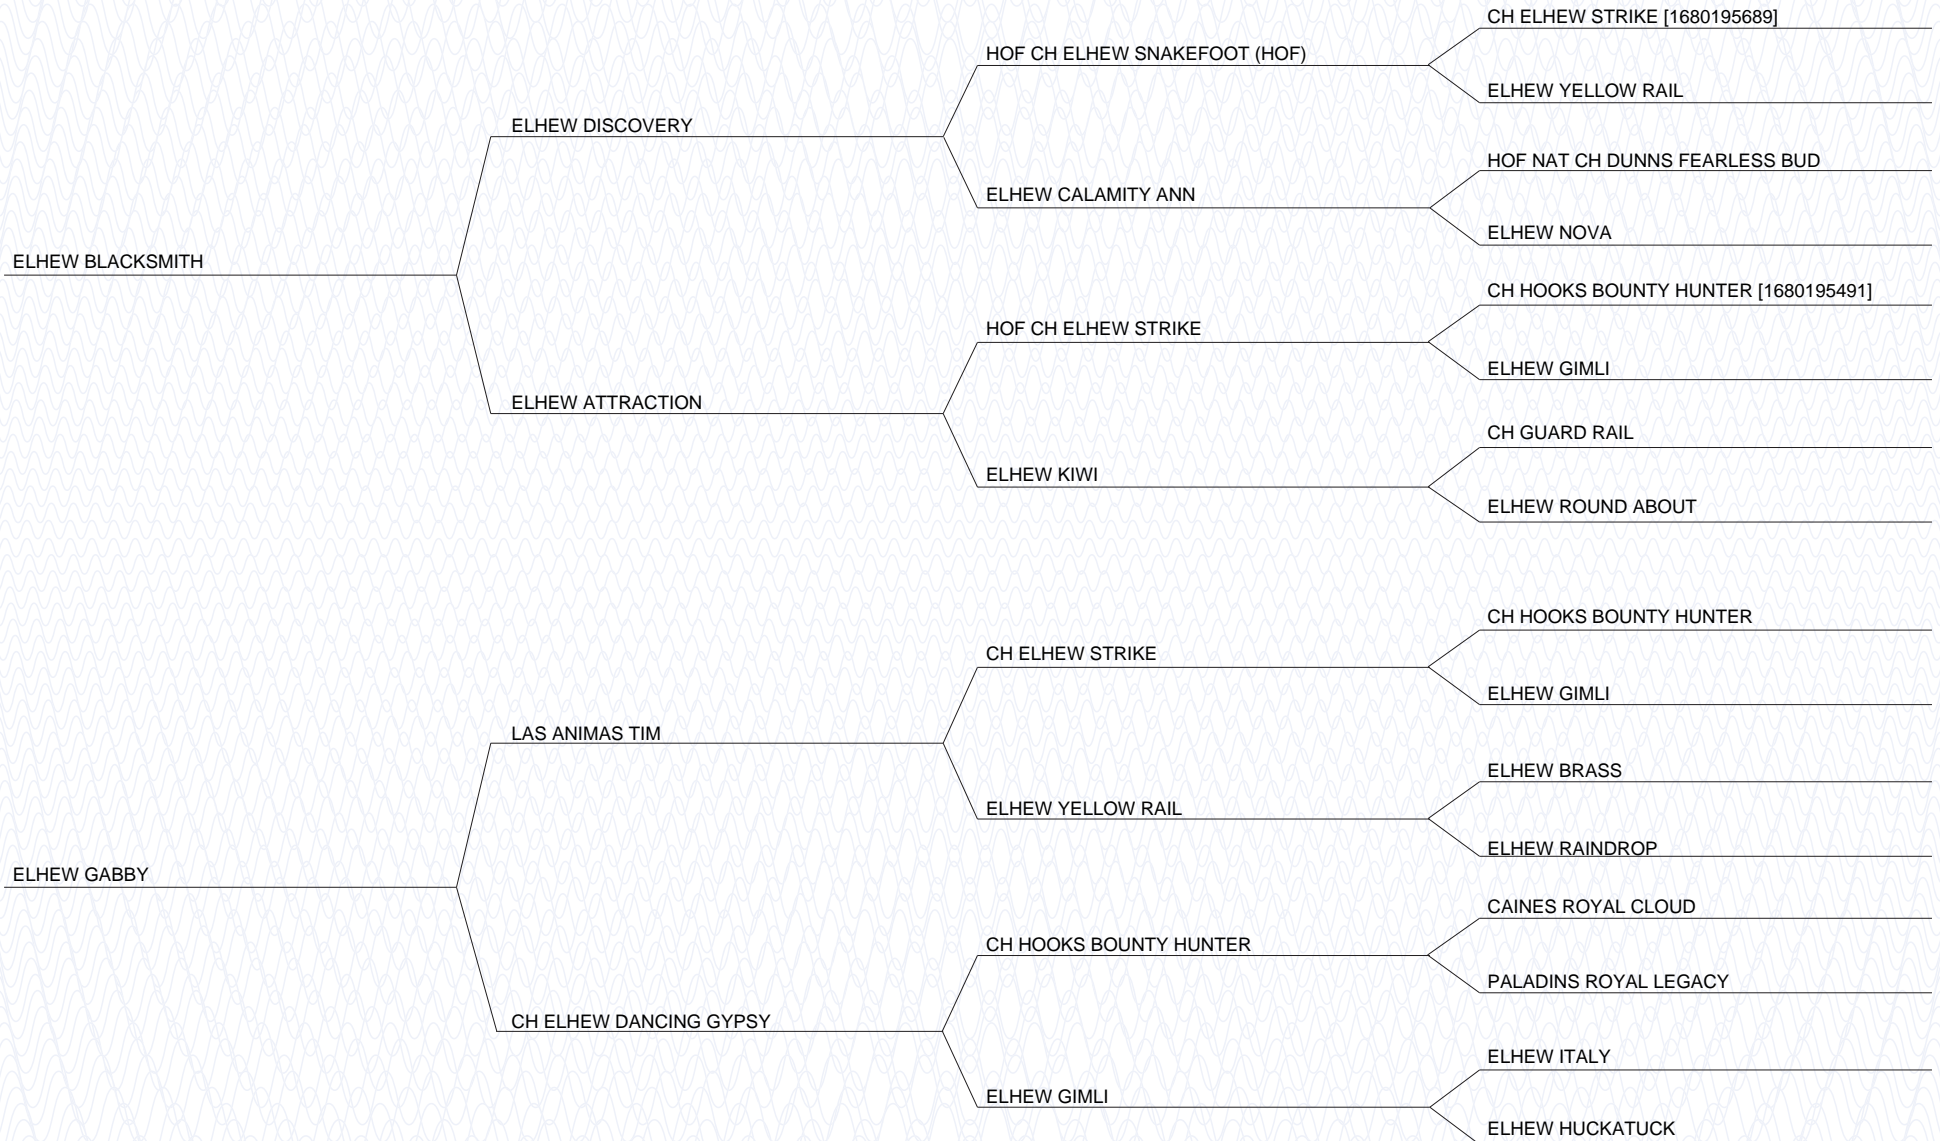 CH ELHEW STRIKE [1680195689]
HOF CH ELHEW SNAKEFOOT (HOF)
ELHEW YELLOW RAIL
ELHEW DISCOVERY
HOF NAT CH DUNNS FEARLESS BUD
ELHEW CALAMITY ANN
ELHEW NOVA
ELHEW BLACKSMITH
CH HOOKS BOUNTY HUNTER [1680195491]
HOF CH ELHEW STRIKE
ELHEW GIMLI
ELHEW ATTRACTION
CH GUARD RAIL
ELHEW KIWI
ELHEW ROUND ABOUT
CH HOOKS BOUNTY HUNTER
CH ELHEW STRIKE
ELHEW GIMLI
LAS ANIMAS TIM
ELHEW BRASS
ELHEW YELLOW RAIL
ELHEW RAINDROP
ELHEW GABBY
CAINES ROYAL CLOUD
CH HOOKS BOUNTY HUNTER
PALADINS ROYAL LEGACY
CH ELHEW DANCING GYPSY
ELHEW ITALY
ELHEW GIMLI
ELHEW HUCKATUCK